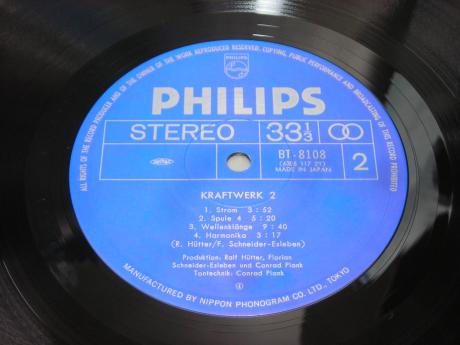 ALL RIGHTS OF THE RECORD PRODUCER AND OF THE OWNER OF THE WORK REPRODUCED RESERVED. COPYING, PUBLIC PERFORMANCE AND BROADCASTING OF THIS RECORD PROHIBITED
PHILIPS
PHILIPS
STEREO 33 1/3
BT-8108
MADE IN JAPAN
2
KRAFTWERK 2
1. Strom 3:52
2. Spule 4 5:20
3. Wellenklänge 9:40
4. Harmonika 3:17
(R. Hütter/F. Schneider-Esleben)
Produktion: Ralf Hütter, Florian
Schneider-Esleben und Conrad Plank
Tontechnik: Conrad Plank
MANUFACTURED BY NIPPON PHONOGRAM CO. LTD., TOKYO